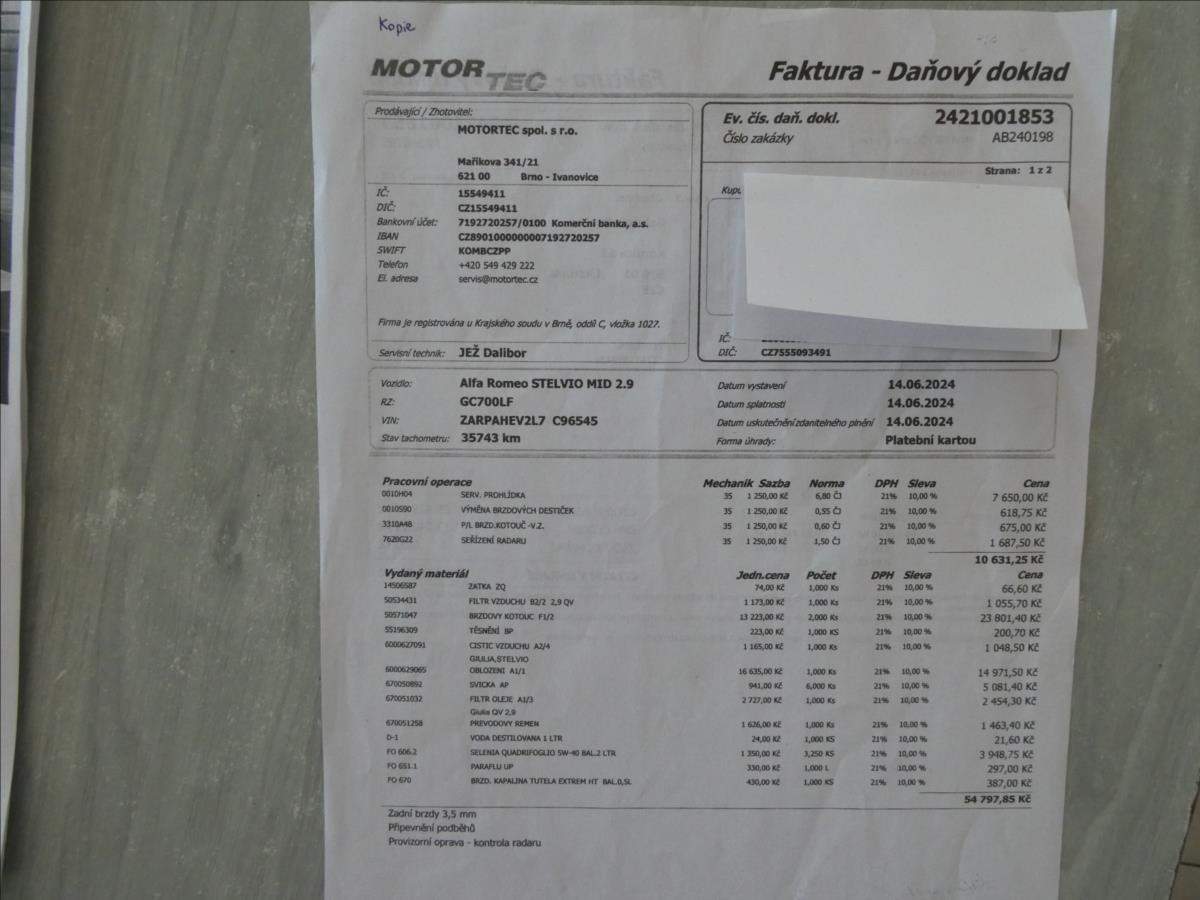 Kopie
MOTORTEC Faktura - Daňový doklad
Prodávající / Zhotovitel:
MOTORTEC spol. s r.o.
Maříkova 341/21
621 00 Brno - Ivanovice
IČ: 15549411
DIČ: CZ15549411
Bankovní účet: 7192720257/0100 Komerční banka, a.s.
IBAN CZ8901000000007192720257
SWIFT KOMBCZPP
Telefon +420 549 429 222
El. adresa servis@motortec.cz
Firma je registrována u Krajského soudu v Brně, oddíl C, vložka 1027.
Servisní technik: JEŽ Dalibor
Ev. čís. daň. dokl. 2421001853
Číslo zakázky AB240198
Strana: 1 z 2
IČ:
DIČ: CZ7555093491
Vozidlo: Alfa Romeo STELVIO MID 2.9
RZ: GC700LF
VIN: ZARPAHEV2L7 C96545
Stav tachometru: 35743 km
Datum vystavení 14.06.2024
Datum splatnosti 14.06.2024
Datum uskutečnění zdanitelného plnění 14.06.2024
Forma úhrady: Platební kartou
Pracovní operace Mechanik Sazba Norma DPH Sleva Cena
0010H04 SERV. PROHLÍDKA 35 1 250,00 Kč 6,80 ČJ 21% 10,00 % 7 650,00 Kč
0010S90 VÝMĚNA BRZDOVÝCH DESTIČEK 35 1 250,00 Kč 0,55 ČJ 21% 10,00 % 618,75 Kč
3310A48 P/L BRZD.KOTOUČ -V.Z. 35 1 250,00 Kč 0,60 ČJ 21% 10,00 % 675,00 Kč
7620G22 SEŘÍZENÍ RADARU 35 1 250,00 Kč 1,50 ČJ 21% 10,00 % 1 687,50 Kč
10 631,25 Kč
Vydaný materiál Jedn.cena Počet DPH Sleva Cena
14506587 ZATKA ZQ 74,00 Kč 1,000 Ks 21% 10,00 % 66,60 Kč
50534431 FILTR VZDUCHU B2/2 2,9 QV 1 173,00 Kč 1,000 Ks 21% 10,00 % 1 055,70 Kč
50571047 BRZDOVY KOTOUC F1/2 13 223,00 Kč 2,000 Ks 21% 10,00 % 23 801,40 Kč
55196309 TĚSNĚNÍ BP 223,00 Kč 1,000 KS 21% 10,00 % 200,70 Kč
6000627091 CISTIC VZDUCHU A2/4 1 165,00 Kč 1,000 Ks 21% 10,00 % 1 048,50 Kč
GIULIA,STELVIO
6000629065 OBLOZENI A1/1 16 635,00 Kč 1,000 Ks 21% 10,00 % 14 971,50 Kč
670050892 SVICKA AP 941,00 Kč 6,000 Ks 21% 10,00 % 5 081,40 Kč
670051032 FILTR OLEJE A1/3 2 727,00 Kč 1,000 Ks 21% 10,00 % 2 454,30 Kč
Giulia QV 2,9
670051258 PREVODOVY REMEN 1 626,00 Kč 1,000 Ks 21% 10,00 % 1 463,40 Kč
D-1 VODA DESTILOVANA 1 LTR 24,00 Kč 1,000 KS 21% 10,00 % 21,60 Kč
FO 606.2 SELENIA QUADRIFOGLIO 5W-40 BAL.2 LTR 1 350,00 Kč 3,250 KS 21% 10,00 % 3 948,75 Kč
FO 651.1 PARAFLU UP 330,00 Kč 1,000 L 21% 10,00 % 297,00 Kč
FO 670 BRZD. KAPALINA TUTELA EXTREM HT BAL.0,5L 430,00 Kč 1,000 KS 21% 10,00 % 387,00 Kč
54 797,85 Kč
Zadní brzdy 3,5 mm
Připevnění podběhů
Provizorní oprava - kontrola radaru